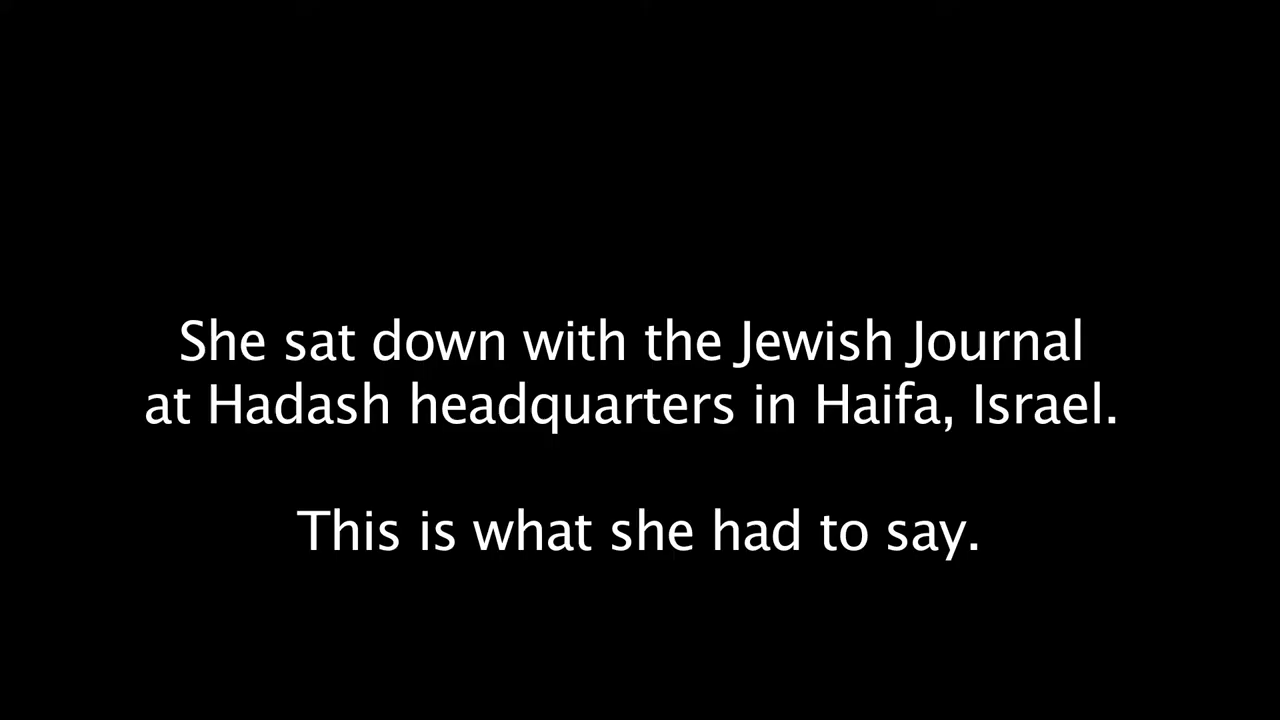 She sat down with the Jewish Journal
at Hadash headquarters in Haifa, Israel.
This is what she had to say.